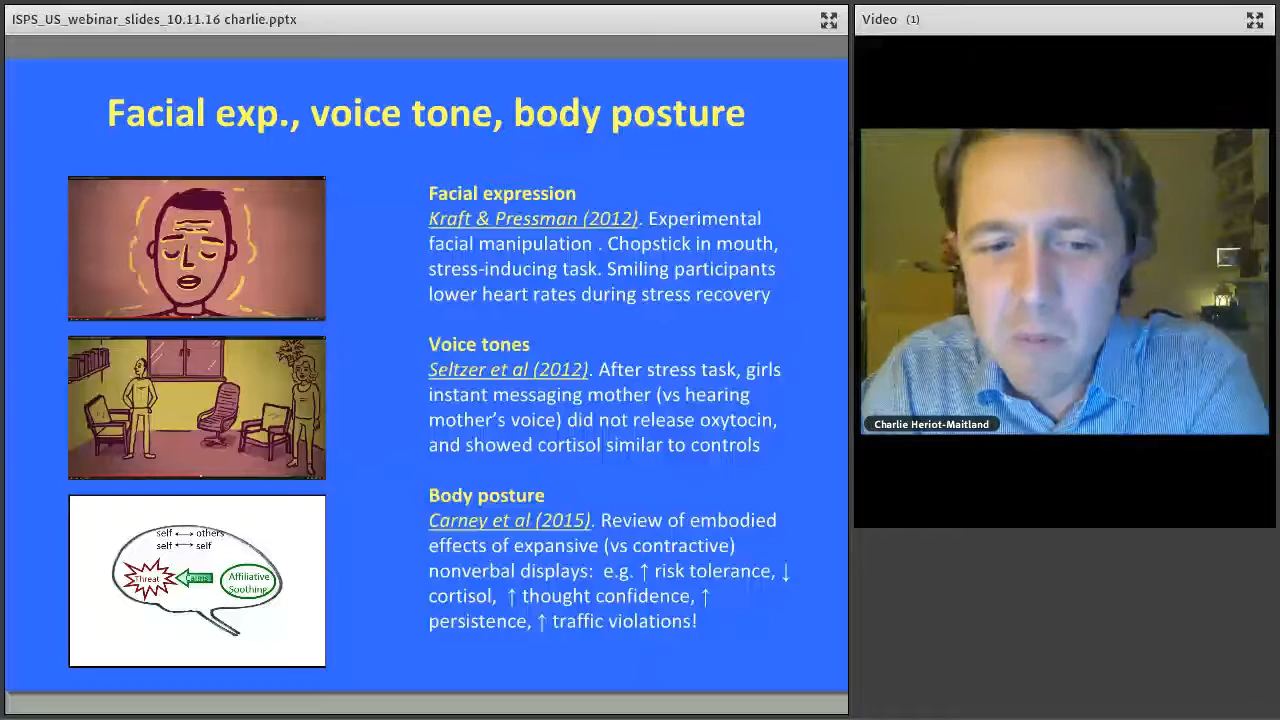 ISPS_US_webinar_slides_10.11.16 charlie.pptx
Video (1)
Facial exp., voice tone, body posture
Facial expression
Kraft & Pressman (2012). Experimental
facial manipulation . Chopstick in mouth,
stress-inducing task. Smiling participants
lower heart rates during stress recovery
Voice tones
Seltzer et al (2012). After stress task, girls
instant messaging mother (vs hearing
mother's voice) did not release oxytocin,
and showed cortisol similar to controls
Body posture
Carney et al (2015). Review of embodied
effects of expansive (vs contractive)
nonverbal displays: e.g. ↑ risk tolerance, ↓
cortisol, ↑ thought confidence, ↑
persistence, ↑ traffic violations!
self ↔ others
self ↔ self
Threat
Affiliative
Soothing
Charlie Heriot-Maitland